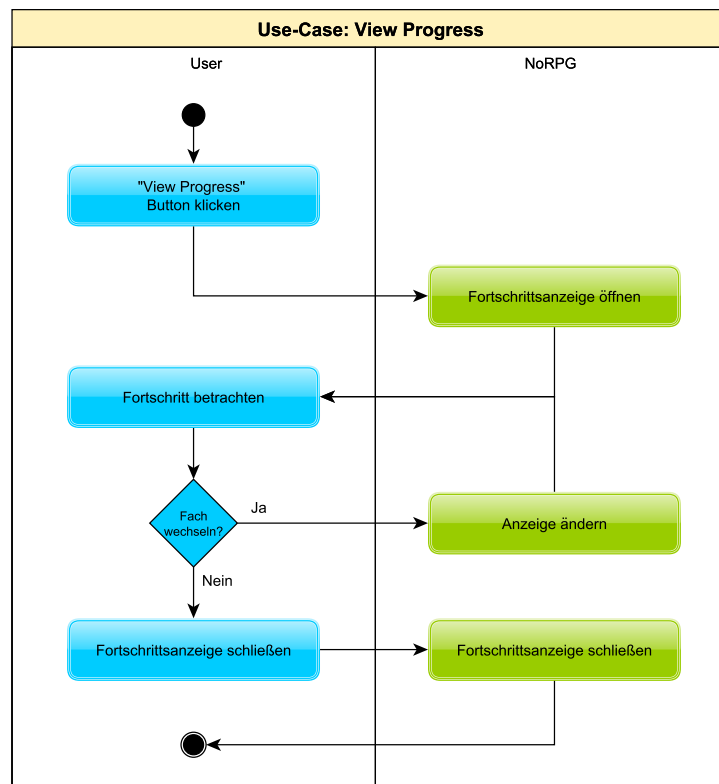 Use-Case: View Progress
User
NoRPG
"View Progress"
Button klicken
Fortschrittsanzeige öffnen
Fortschritt betrachten
Fach
wechseln?
Ja
Anzeige ändern
Nein
Fortschrittsanzeige schließen
Fortschrittsanzeige schließen